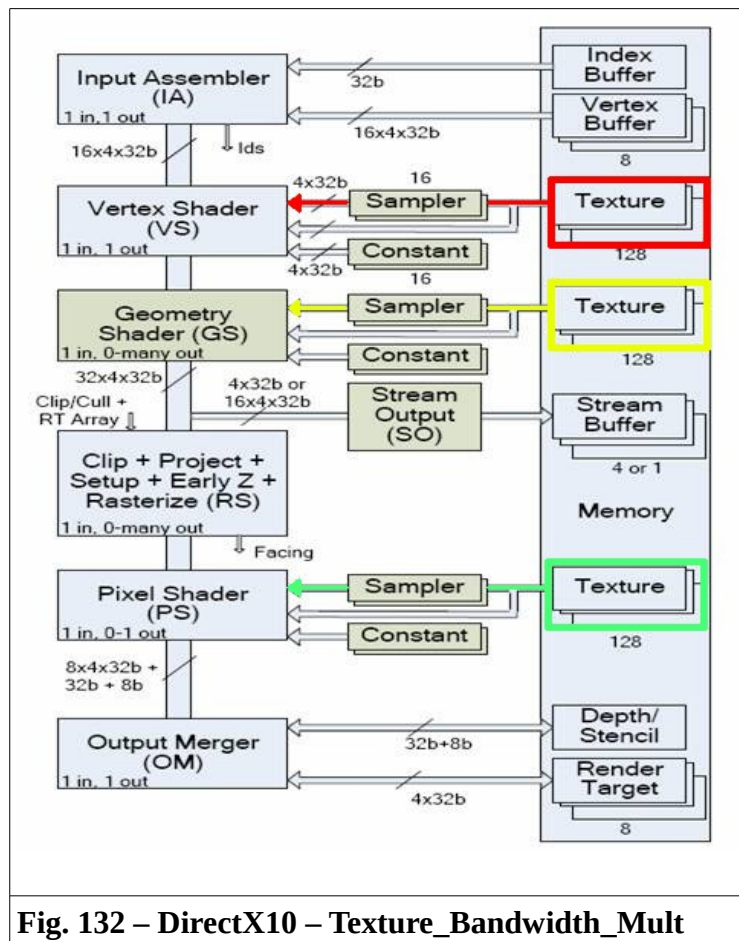 Index
Buffer
Input Assembler
(IA)
32b
1 in,1 out
Vertex
Buffer
16x4x32b
Ids
16x4x32b
8
4x32b
16
Sampler
Texture
Vertex Shader
(VS)
1 in, 1 out
Constant
128
4x32b
16
Sampler
Texture
Geometry
Shader (GS)
1 in, 0-many out
Constant
128
32x4x32b
4x32b or
16x4x32b
Clip/Cull +
RT Array
Stream
Output
(SO)
Stream
Buffer
4 or 1
Clip + Project +
Setup + Early Z +
Rasterize (RS)
1 in, 0-many out
Memory
Facing
Sampler
Texture
Pixel Shader
(PS)
1 in, 0-1 out
Constant
128
8x4x32b +
32b + 8b
Depth/
Stencil
32b+8b
Output Merger
(OM)
1 in, 1 out
Render
Target
4x32b
8
Fig. 132 – DirectX10 – Texture_Bandwidth_Mult